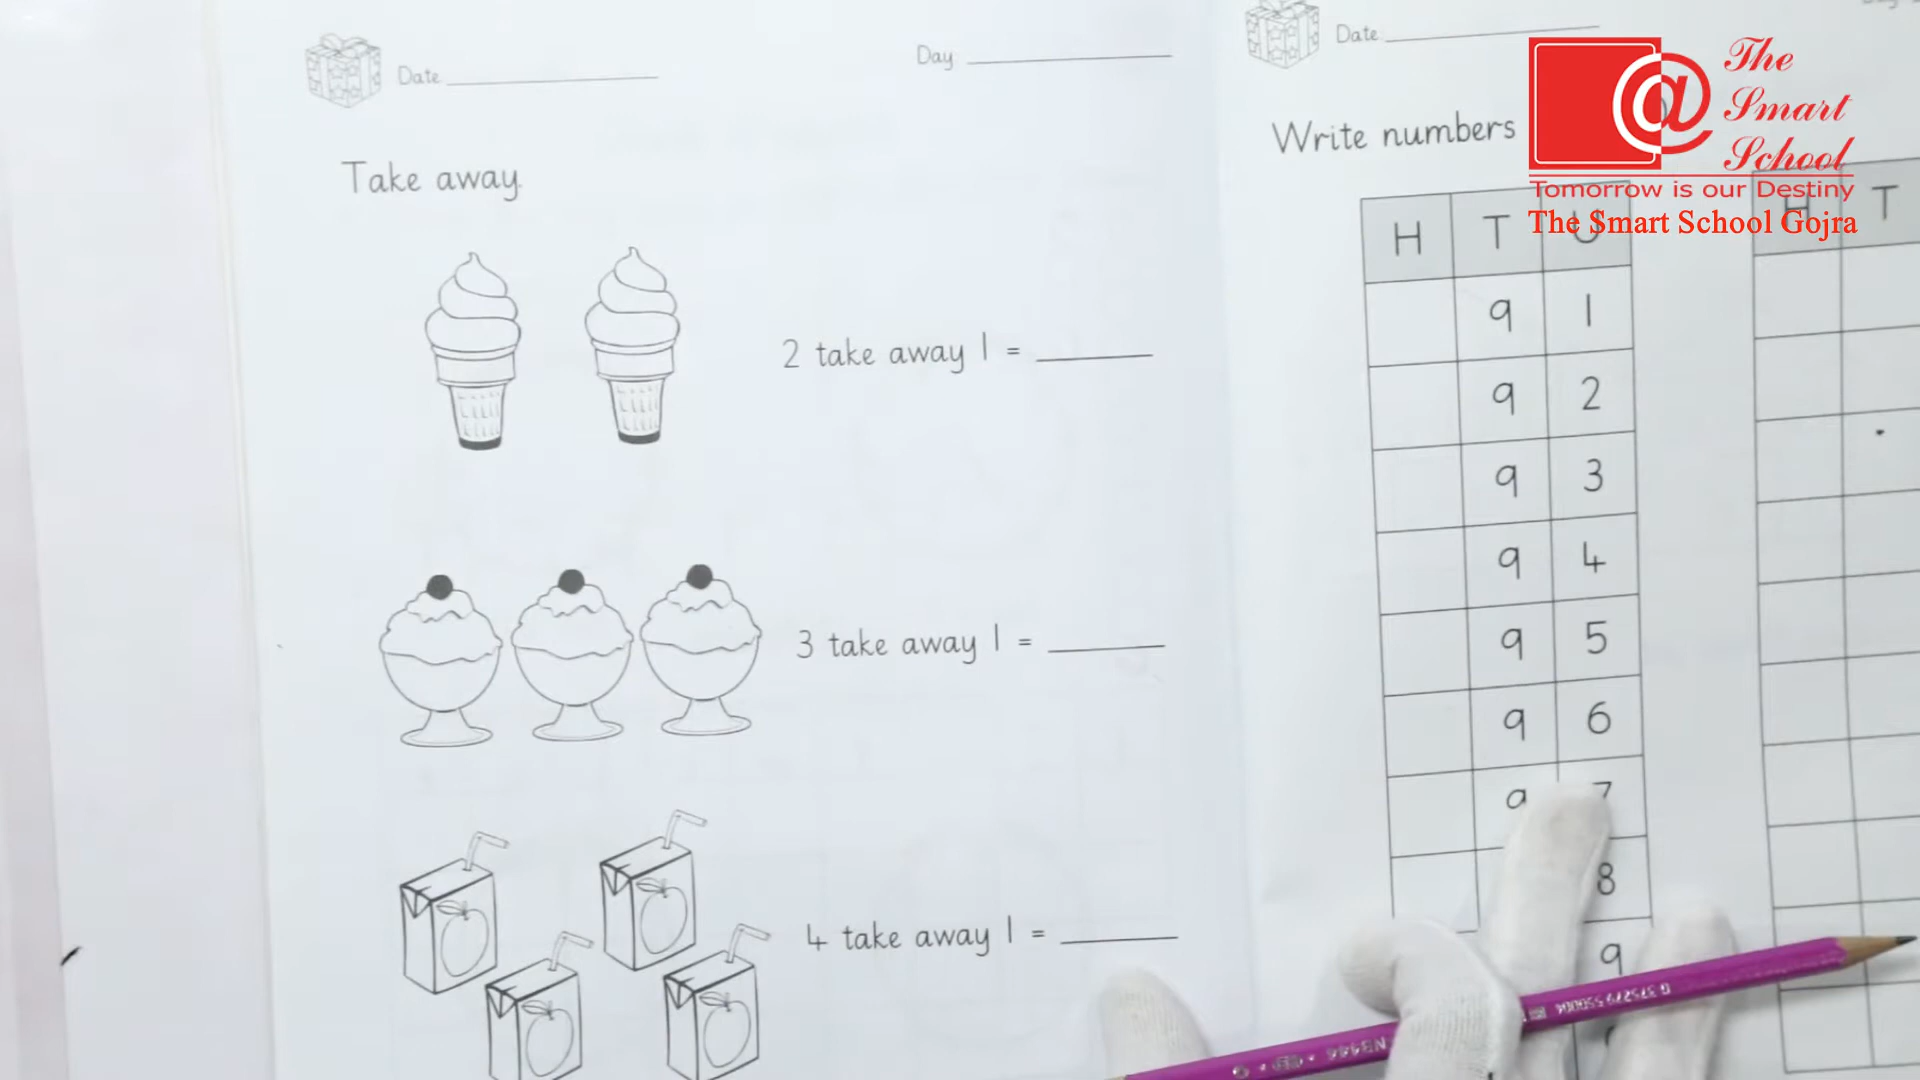 Date
Day
Take away.
2 take away 1 =
3 take away 1 =
4 take away 1 =
Date
Write numbers
H T U
9 1
9 2
9 3
9 4
9 5
9 6
9 7
8
9
H T
The
Smart
School
Tomorrow is our Destiny
The Smart School Gojra